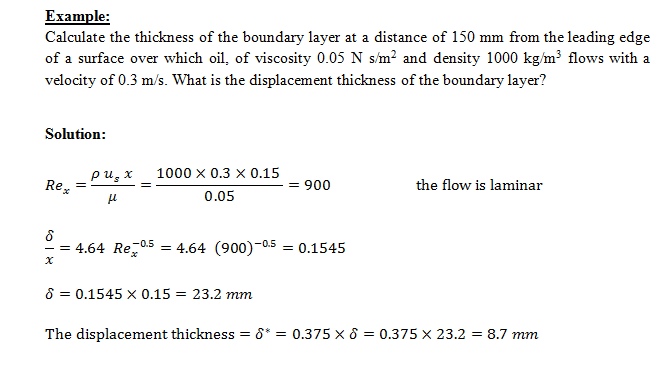 Example:
Calculate the thickness of the boundary layer at a distance of 150 mm from the leading edge
of a surface over which oil, of viscosity 0.05 N s/m² and density 1000 kg/m³ flows with a
velocity of 0.3 m/s. What is the displacement thickness of the boundary layer?
Solution:
Reₓ = ρ uₛ x / μ = 1000 × 0.3 × 0.15 / 0.05 = 900 the flow is laminar
δ / x = 4.64 Reₓ⁻⁰·⁵ = 4.64 (900)⁻⁰·⁵ = 0.1545
δ = 0.1545 × 0.15 = 23.2 mm
The displacement thickness = δ* = 0.375 × δ = 0.375 × 23.2 = 8.7 mm